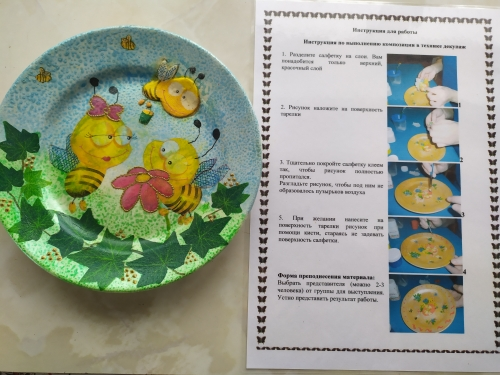 Инструкция для работы
Инструкция по выполнению композиции в технике декупаж
1. Разделите салфетку на слои. Вам
понадобится только верхний,
красочный слой
2. Рисунок наложите на поверхность
тарелки
3. Тщательно покройте салфетку клеем
так, чтобы рисунок полностью
пропитался.
Разгладьте рисунок, чтобы под ним не
образовалось пузырьков воздуха
5. При желании нанесите на
поверхность тарелки рисунок при
помощи кисти, стараясь не задевать
поверхность салфетки.
Форма преподнесения материала:
Выбрать представителя (можно 2-3
человека) от группы для выступления.
Устно представить результат работы.
1
2
3
4